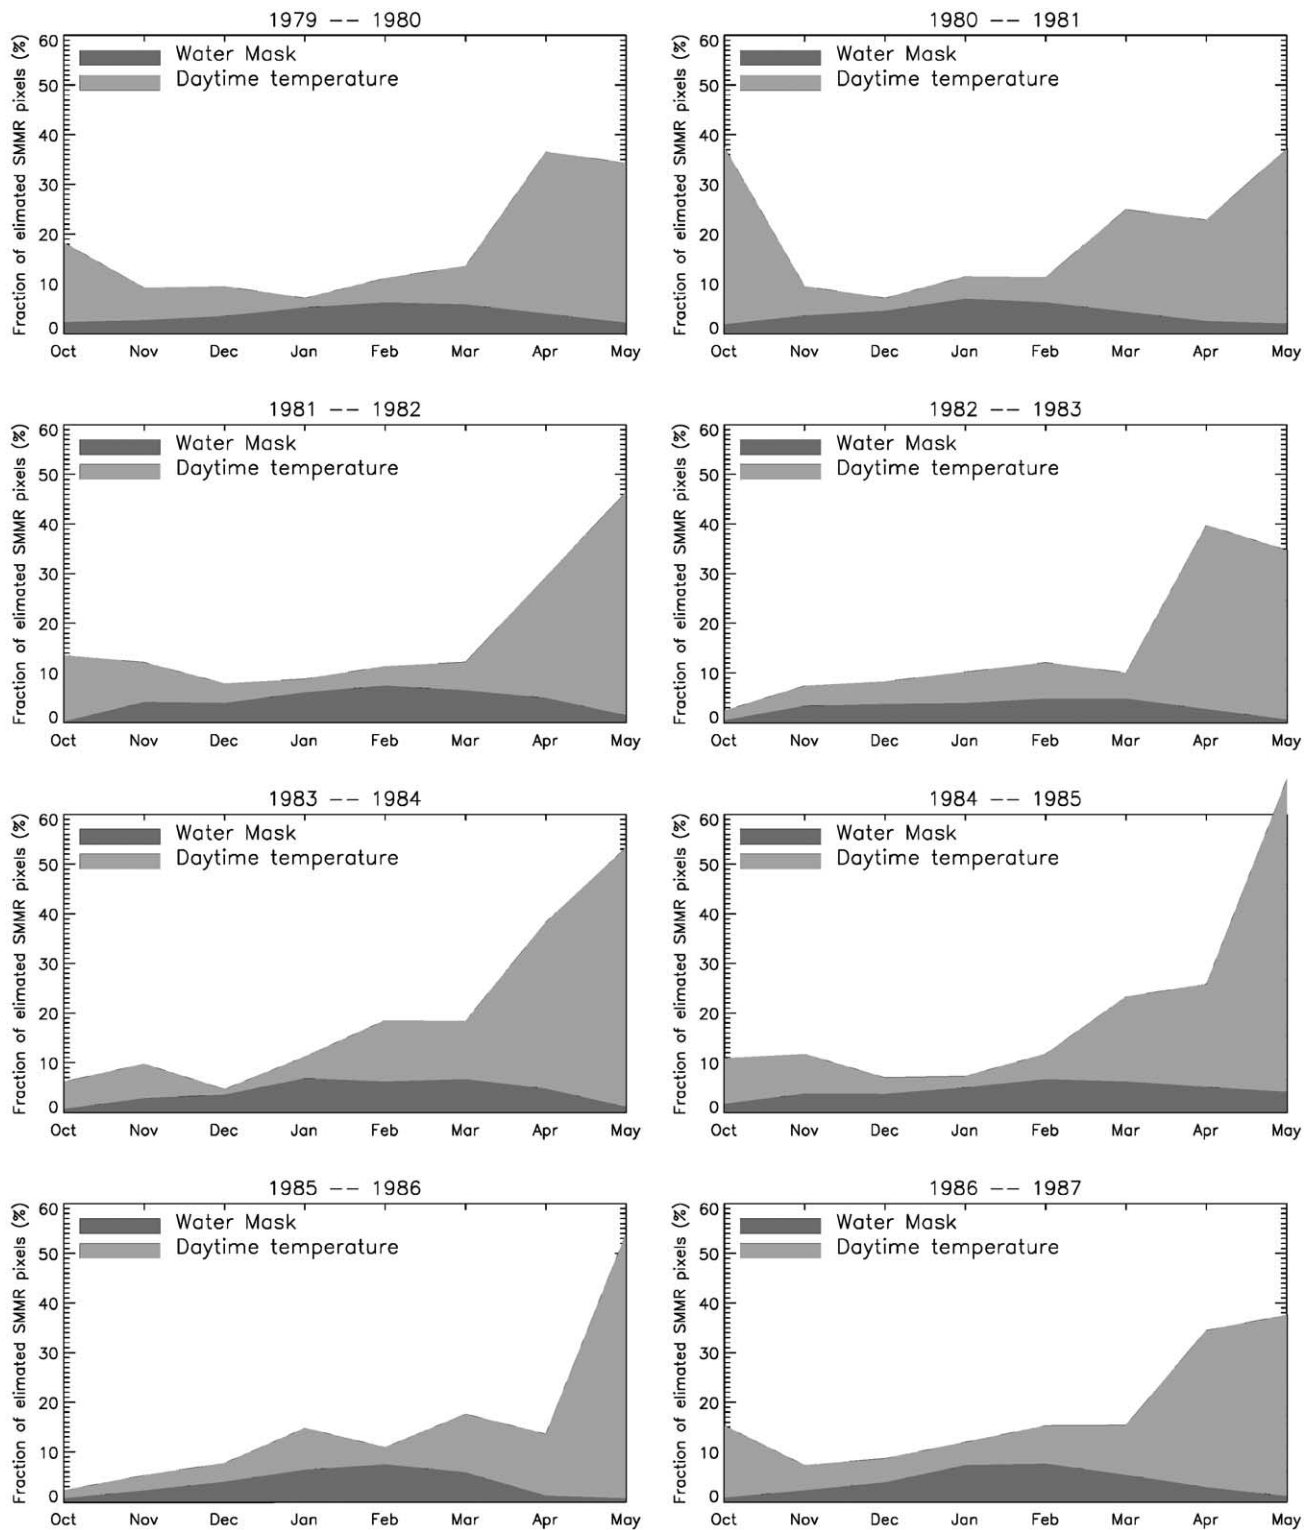 1979 -- 1980
Fraction of elimated SMMR pixels (%)
60
50
40
30
20
10
0
Water Mask
Daytime temperature
Oct Nov Dec Jan Feb Mar Apr May
1980 -- 1981
Fraction of elimated SMMR pixels (%)
60
50
40
30
20
10
0
Water Mask
Daytime temperature
Oct Nov Dec Jan Feb Mar Apr May
1981 -- 1982
Fraction of elimated SMMR pixels (%)
60
50
40
30
20
10
0
Water Mask
Daytime temperature
Oct Nov Dec Jan Feb Mar Apr May
1982 -- 1983
Fraction of elimated SMMR pixels (%)
60
50
40
30
20
10
0
Water Mask
Daytime temperature
Oct Nov Dec Jan Feb Mar Apr May
1983 -- 1984
Fraction of elimated SMMR pixels (%)
60
50
40
30
20
10
0
Water Mask
Daytime temperature
Oct Nov Dec Jan Feb Mar Apr May
1984 -- 1985
Fraction of elimated SMMR pixels (%)
60
50
40
30
20
10
0
Water Mask
Daytime temperature
Oct Nov Dec Jan Feb Mar Apr May
1985 -- 1986
Fraction of elimated SMMR pixels (%)
60
50
40
30
20
10
0
Water Mask
Daytime temperature
Oct Nov Dec Jan Feb Mar Apr May
1986 -- 1987
Fraction of elimated SMMR pixels (%)
60
50
40
30
20
10
0
Water Mask
Daytime temperature
Oct Nov Dec Jan Feb Mar Apr May